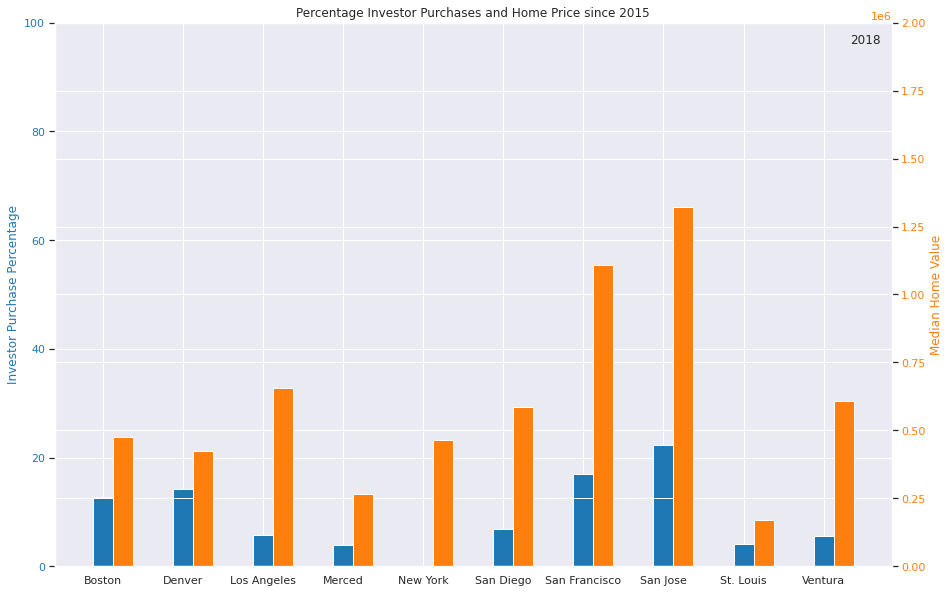 Percentage Investor Purchases and Home Price since 2015
1e6
2018
100
80
60
40
20
0
Investor Purchase Percentage
2.00
1.75
1.50
1.25
1.00
0.75
0.50
0.25
0.00
Median Home Value
Boston
Denver
Los Angeles
Merced
New York
San Diego
San Francisco
San Jose
St. Louis
Ventura